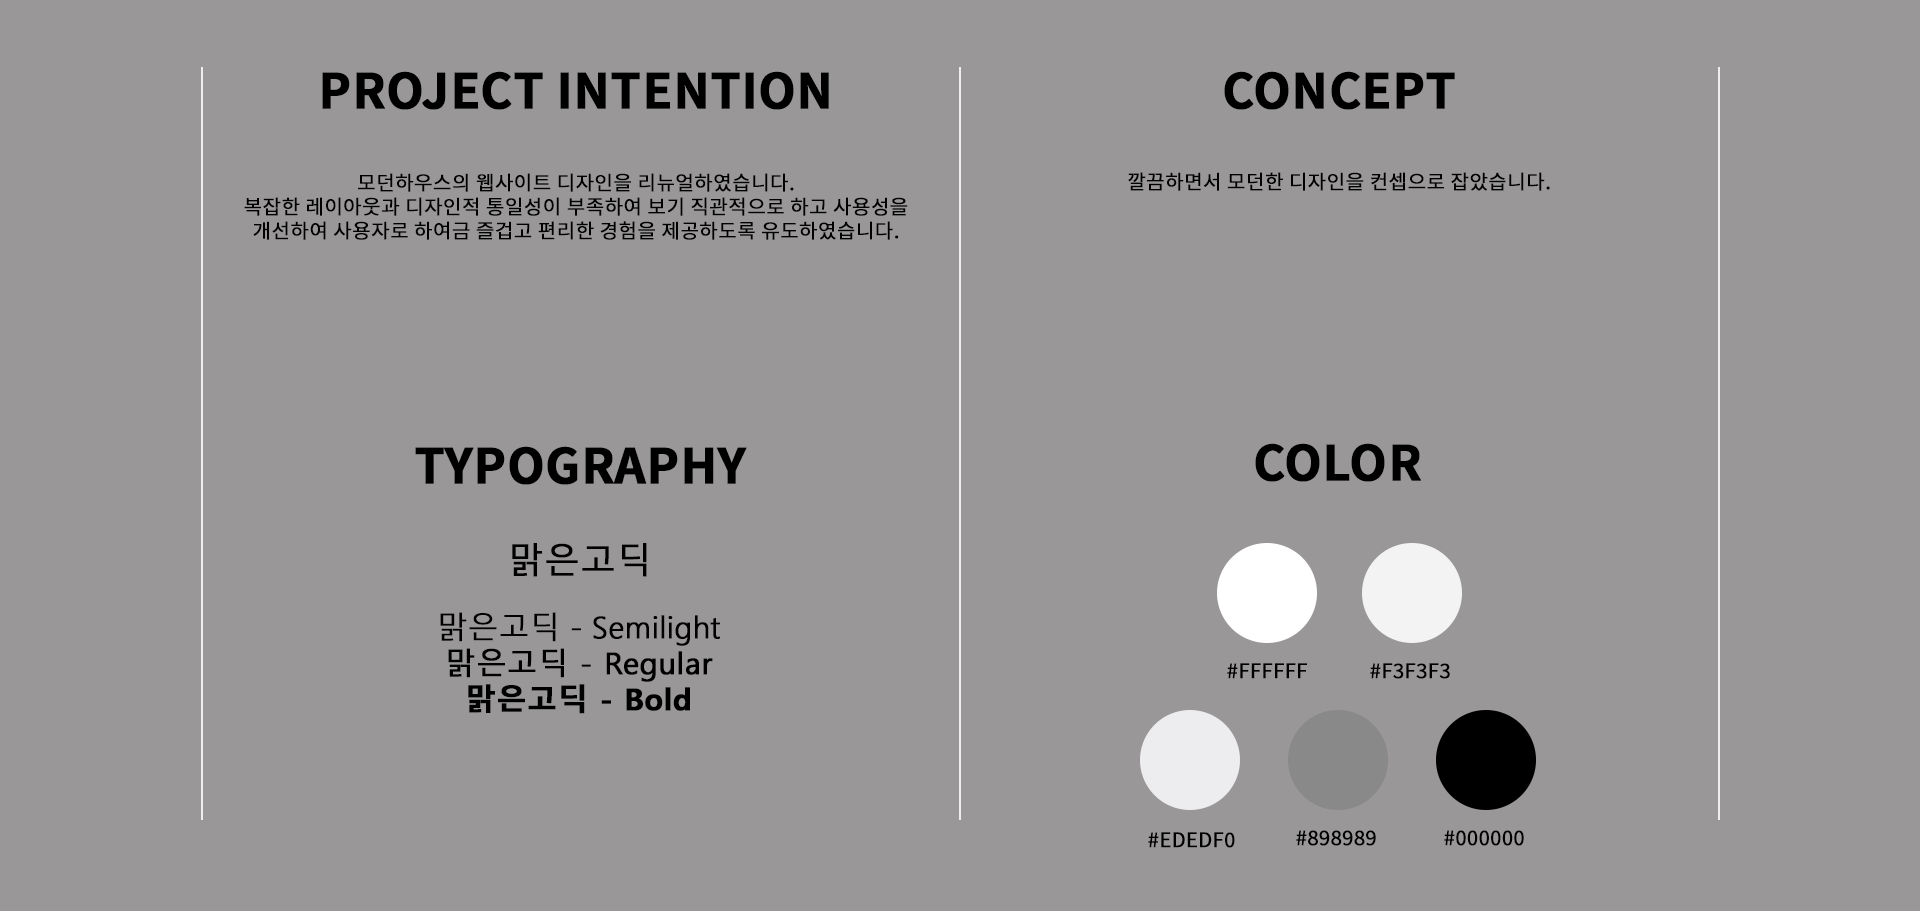 PROJECT INTENTION
모던하우스의 웹사이트 디자인을 리뉴얼하였습니다.
복잡한 레이아웃과 디자인적 통일성이 부족하여 보기 직관적으로 하고 사용성을
개선하여 사용자로 하여금 즐겁고 편리한 경험을 제공하도록 유도하였습니다.
CONCEPT
깔끔하면서 모던한 디자인을 컨셉으로 잡았습니다.
TYPOGRAPHY
맑은고딕
맑은고딕 - Semilight
맑은고딕 - Regular
맑은고딕 - Bold
COLOR
#FFFFFF
#F3F3F3
#EDEDF0
#898989
#000000